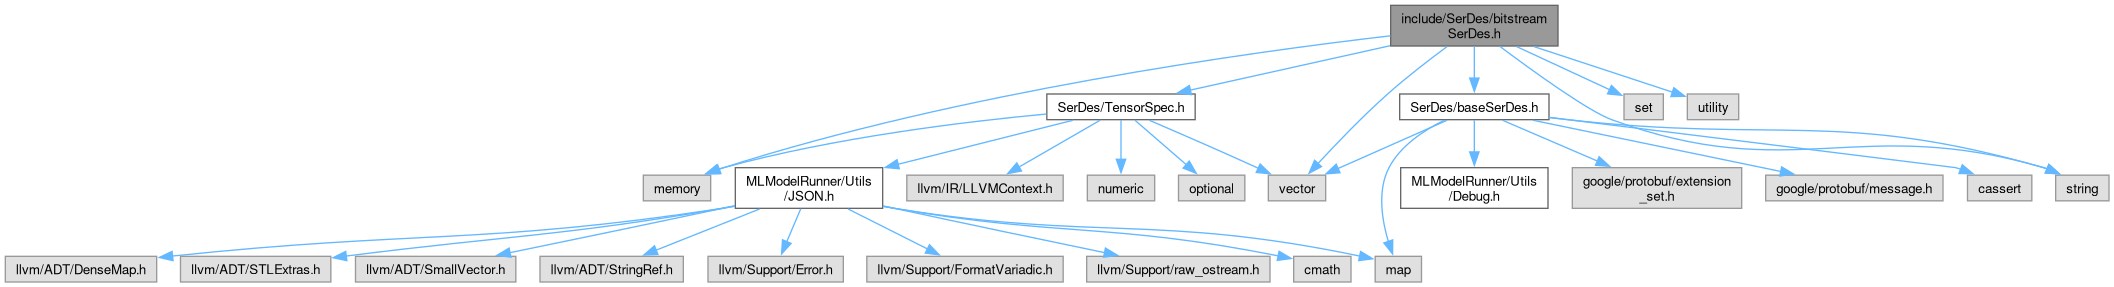 include/SerDes/bitstream
SerDes.h
SerDes/TensorSpec.h
SerDes/baseSerDes.h
set
utility
memory
MLModelRunner/Utils
/JSON.h
llvm/IR/LLVMContext.h
numeric
optional
vector
MLModelRunner/Utils
/Debug.h
google/protobuf/extension
_set.h
google/protobuf/message.h
cassert
string
llvm/ADT/DenseMap.h
llvm/ADT/STLExtras.h
llvm/ADT/SmallVector.h
llvm/ADT/StringRef.h
llvm/Support/Error.h
llvm/Support/FormatVariadic.h
llvm/Support/raw_ostream.h
cmath
map